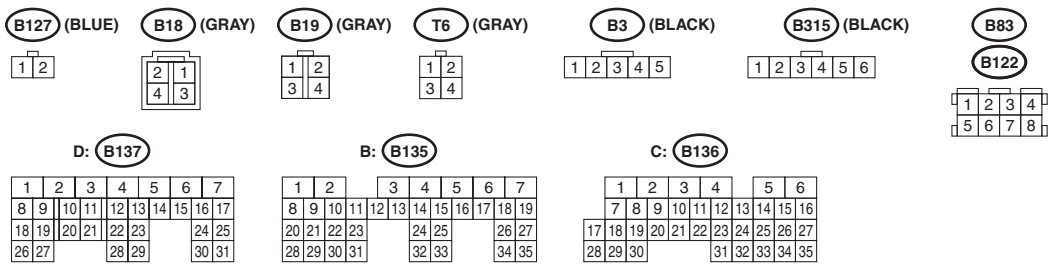 B127 (BLUE) B18 (GRAY) B19 (GRAY) T6 (GRAY) B3 (BLACK) B315 (BLACK) B83
B122
1 2
2 1
4 3
1 2
3 4
1 2
3 4
1 2 3 4 5
1 2 3 4 5 6
1 2 3 4
5 6 7 8
D: B137
1 2 3 4 5 6 7
8 9 10 11 12 13 14 15 16 17
18 19 20 21 22 23 24 25
26 27 28 29 30 31
B: B135
1 2 3 4 5 6 7
8 9 10 11 12 13 14 15 16 17 18 19
20 21 22 23 24 25 26 27
28 29 30 31 32 33 34 35
C: B136
1 2 3 4 5 6
7 8 9 10 11 12 13 14 15 16
17 18 19 20 21 22 23 24 25 26 27
28 29 30 31 32 33 34 35